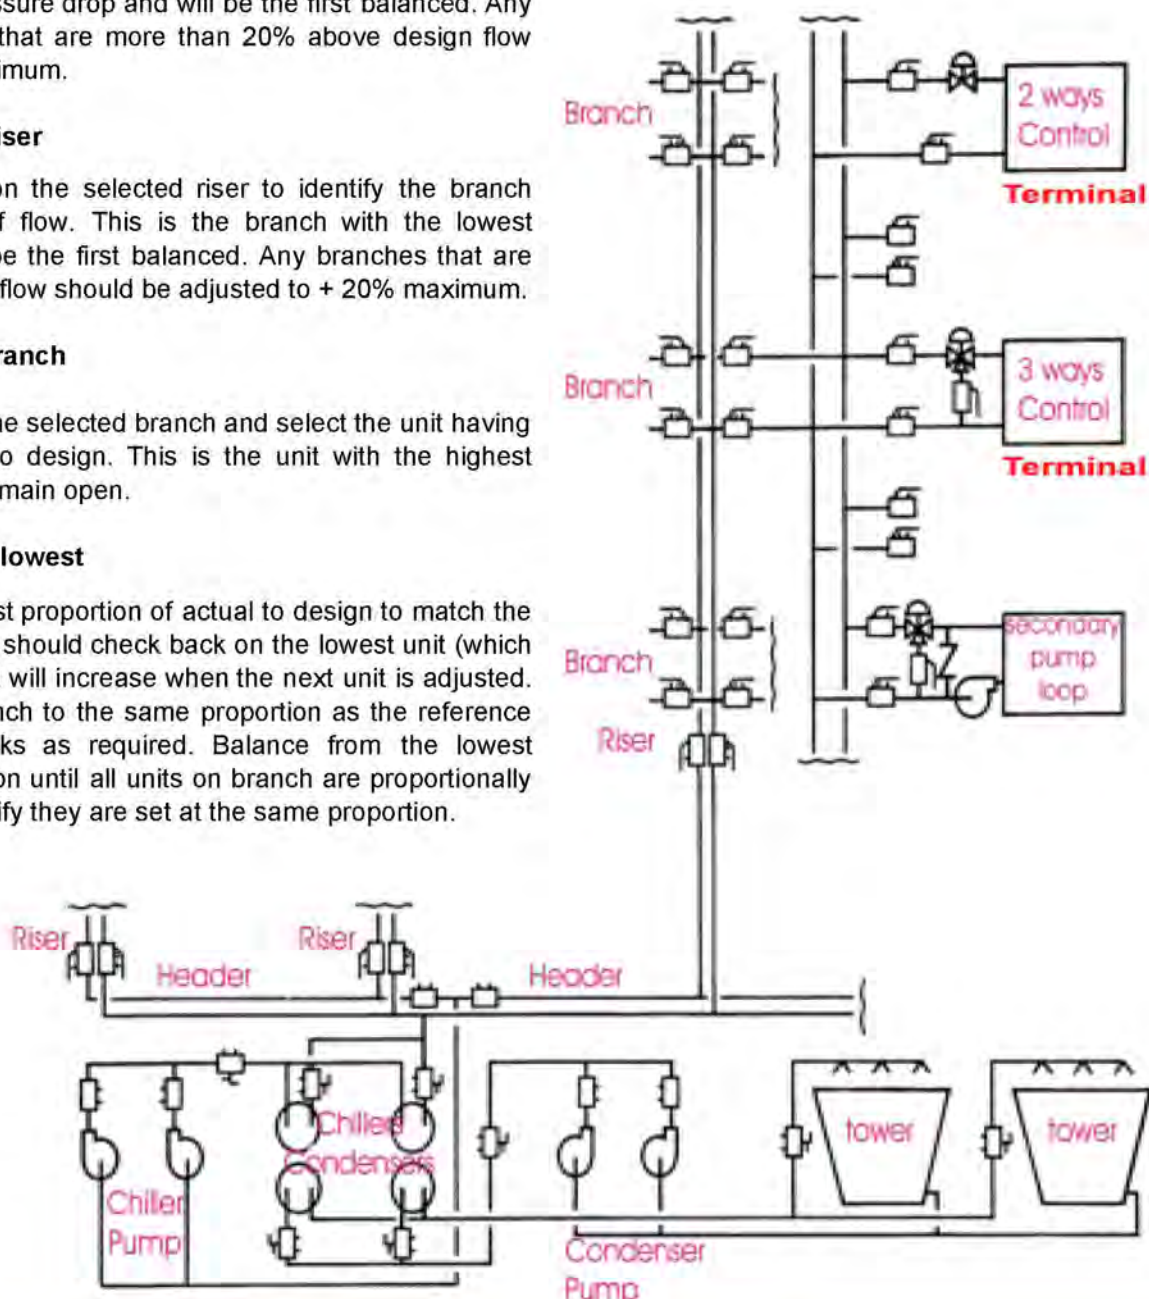 ssure drop and will be the first balanced. Any
that are more than 20% above design flow
imum.
iser
on the selected riser to identify the branch
f flow. This is the branch with the lowest
be the first balanced. Any branches that are
flow should be adjusted to + 20% maximum.
ranch
ne selected branch and select the unit having
o design. This is the unit with the highest
main open.
lowest
st proportion of actual to design to match the
should check back on the lowest unit (which
will increase when the next unit is adjusted.
nch to the same proportion as the reference
ks as required. Balance from the lowest
on until all units on branch are proportionally
ify they are set at the same proportion.
Branch
2 ways
Control
Terminal
Branch
3 ways
Control
Terminal
Branch
secondary
pump
loop
Riser
Riser
Riser
Header
Header
Chillers
Condensers
tower
tower
Chiller
Pump
Condenser
Pump